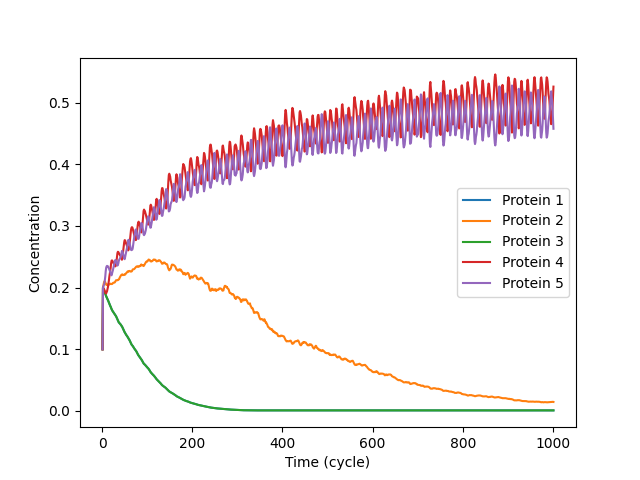 0.5
0.4
0.3
0.2
0.1
0.0
Concentration
0
200
400
600
800
1000
Time (cycle)
Protein 1
Protein 2
Protein 3
Protein 4
Protein 5